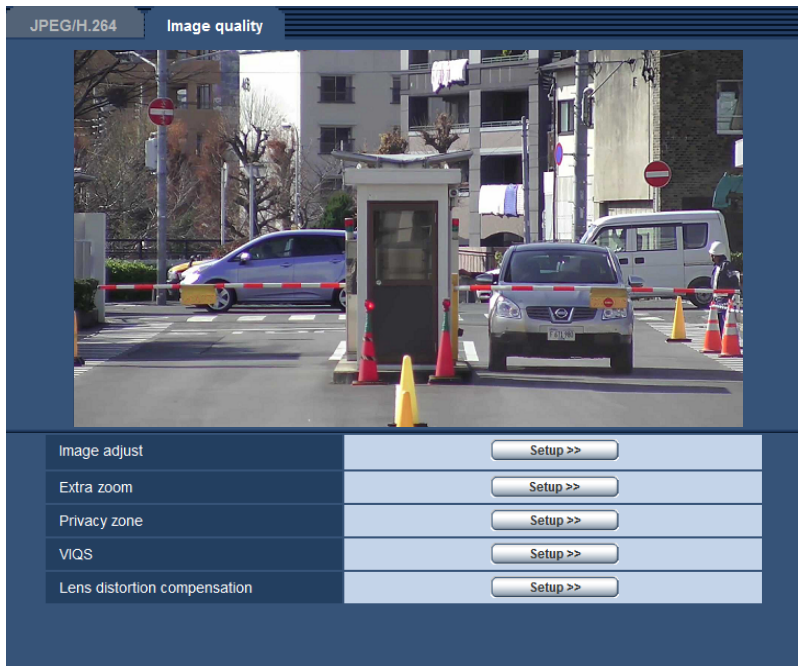 JPEG/H.264
Image quality
Image adjust Setup >>
Extra zoom Setup >>
Privacy zone Setup >>
VIQS Setup >>
Lens distortion compensation Setup >>